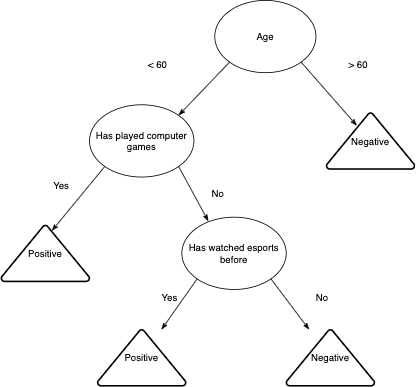 Age
< 60
> 60
Has played computer
games
Negative
Yes
No
Positive
Has watched esports
before
Yes
No
Positive
Negative